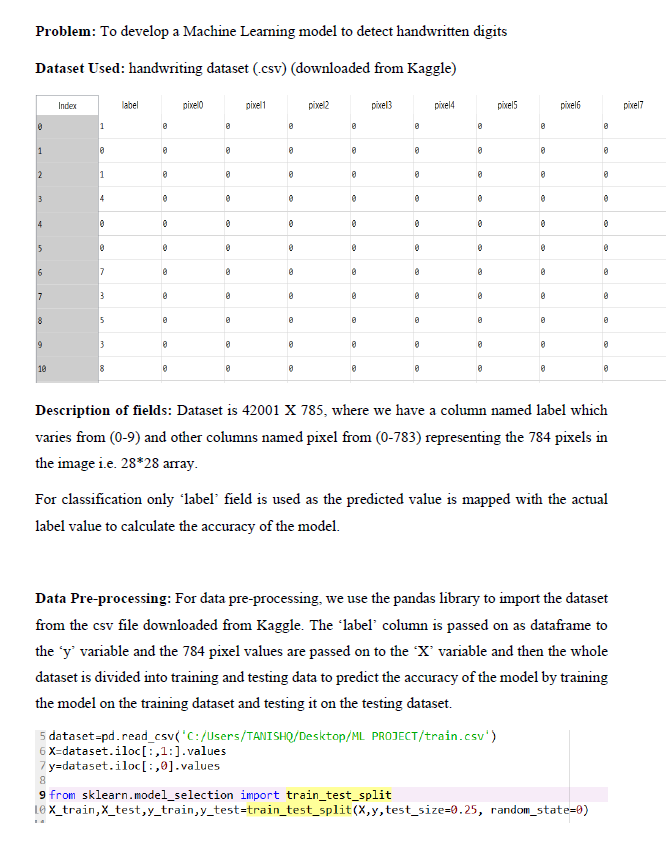 Problem: To develop a Machine Learning model to detect handwritten digits
Dataset Used: handwriting dataset (.csv) (downloaded from Kaggle)
Index label pixel0 pixel1 pixel2 pixel3 pixel4 pixel5 pixel6 pixel7
0 1 0 0 0 0 0 0 0 0
1 0 0 0 0 0 0 0 0 0
2 1 0 0 0 0 0 0 0 0
3 4 0 0 0 0 0 0 0 0
4 0 0 0 0 0 0 0 0 0
5 0 0 0 0 0 0 0 0 0
6 7 0 0 0 0 0 0 0 0
7 3 0 0 0 0 0 0 0 0
8 5 0 0 0 0 0 0 0 0
9 3 0 0 0 0 0 0 0 0
10 8 0 0 0 0 0 0 0 0
Description of fields: Dataset is 42001 X 785, where we have a column named label which
varies from (0-9) and other columns named pixel from (0-783) representing the 784 pixels in
the image i.e. 28*28 array.
For classification only ‘label’ field is used as the predicted value is mapped with the actual
label value to calculate the accuracy of the model.
Data Pre-processing: For data pre-processing, we use the pandas library to import the dataset
from the csv file downloaded from Kaggle. The ‘label’ column is passed on as dataframe to
the ‘y’ variable and the 784 pixel values are passed on to the ‘X’ variable and then the whole
dataset is divided into training and testing data to predict the accuracy of the model by training
the model on the training dataset and testing it on the testing dataset.
5 dataset=pd.read_csv('C:/Users/TANISHQ/Desktop/ML PROJECT/train.csv')
6 X=dataset.iloc[:,1:].values
7 y=dataset.iloc[:,0].values
8
9 from sklearn.model_selection import train_test_split
10 X_train,X_test,y_train,y_test=train_test_split(X,y,test_size=0.25, random_state=0)